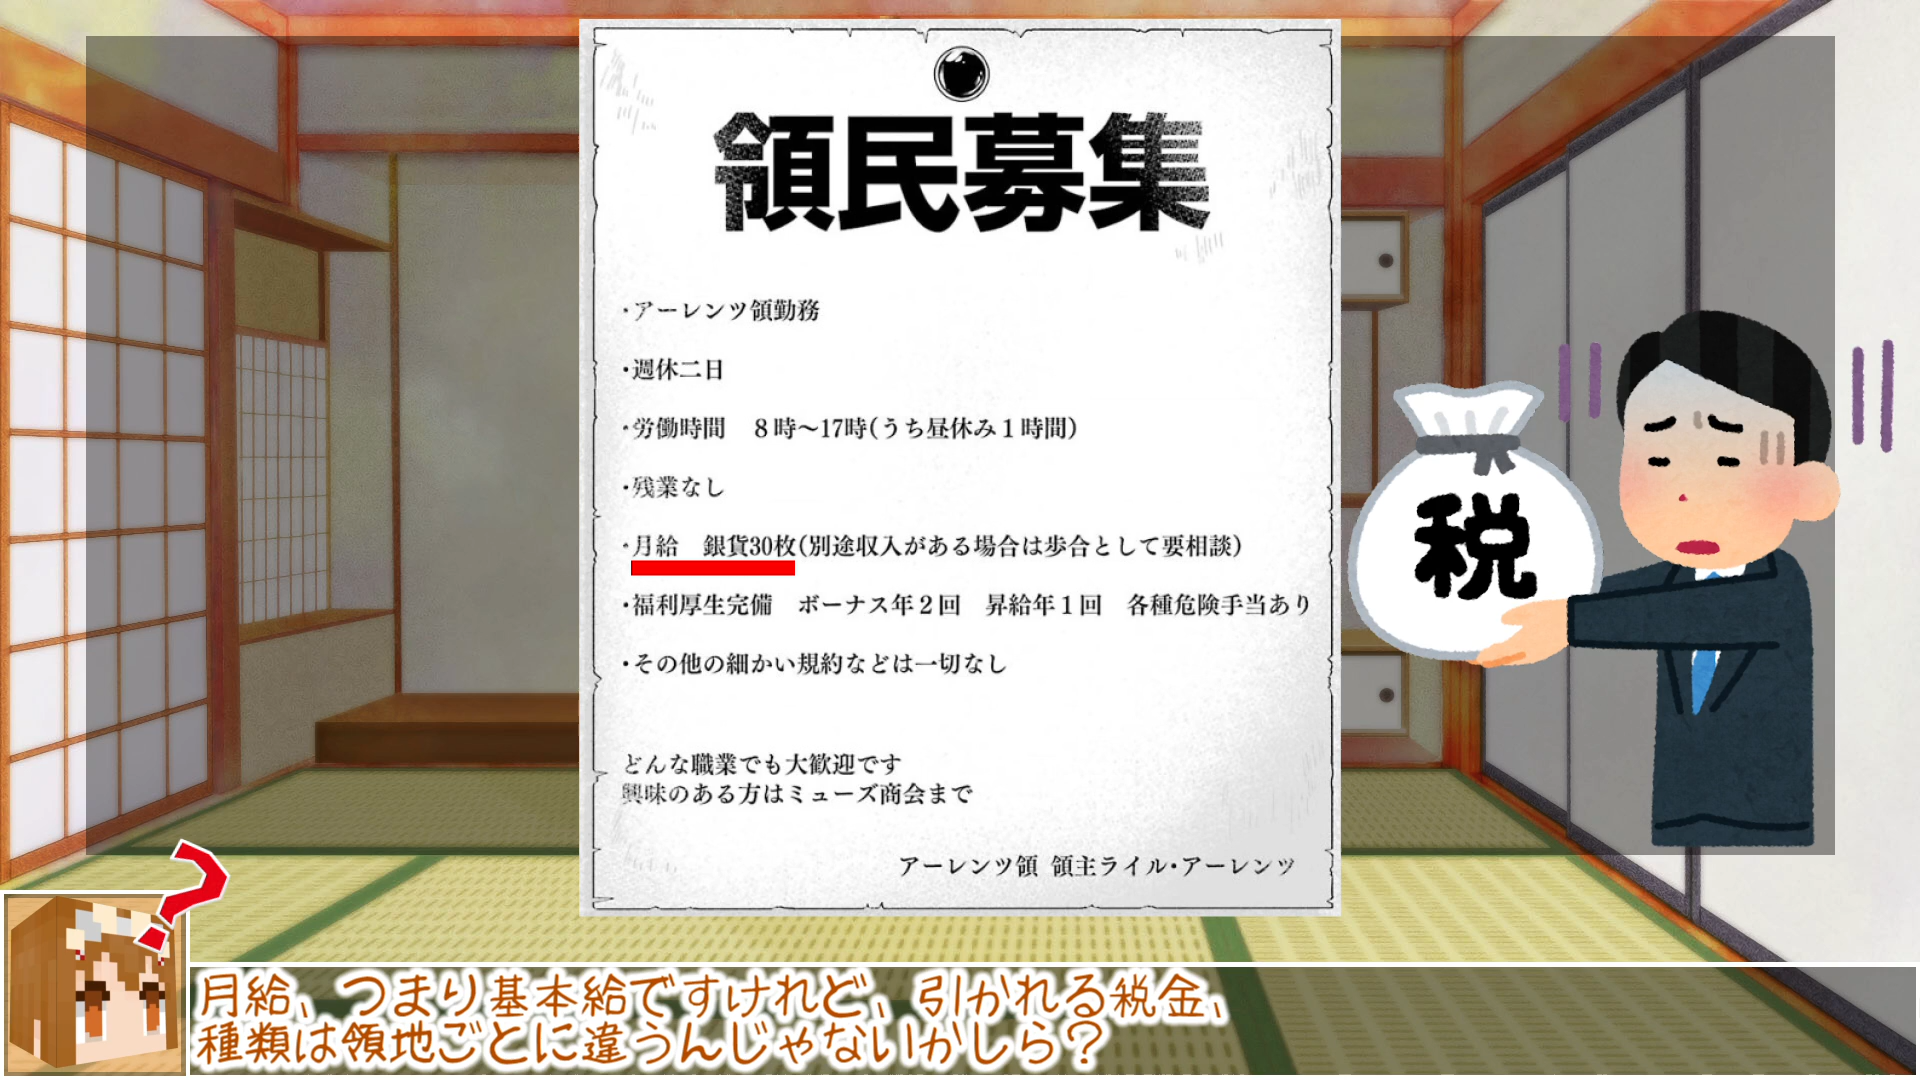 領民募集
・アーレンツ領勤務
・週休二日
・労働時間　８時～17時(うち昼休み１時間)
・残業なし
・月給　銀貨30枚(別途収入がある場合は歩合として要相談)
・福利厚生完備　ボーナス年２回　昇給年１回　各種危険手当あり
・その他の細かい規約などは一切なし
どんな職業でも大歓迎です
興味のある方はミューズ商会まで
アーレンツ領 領主ライル・アーレンツ
税
?
月給、つまり基本給ですけれど、引かれる税金、
種類は領地ごとに違うんじゃないかしら？